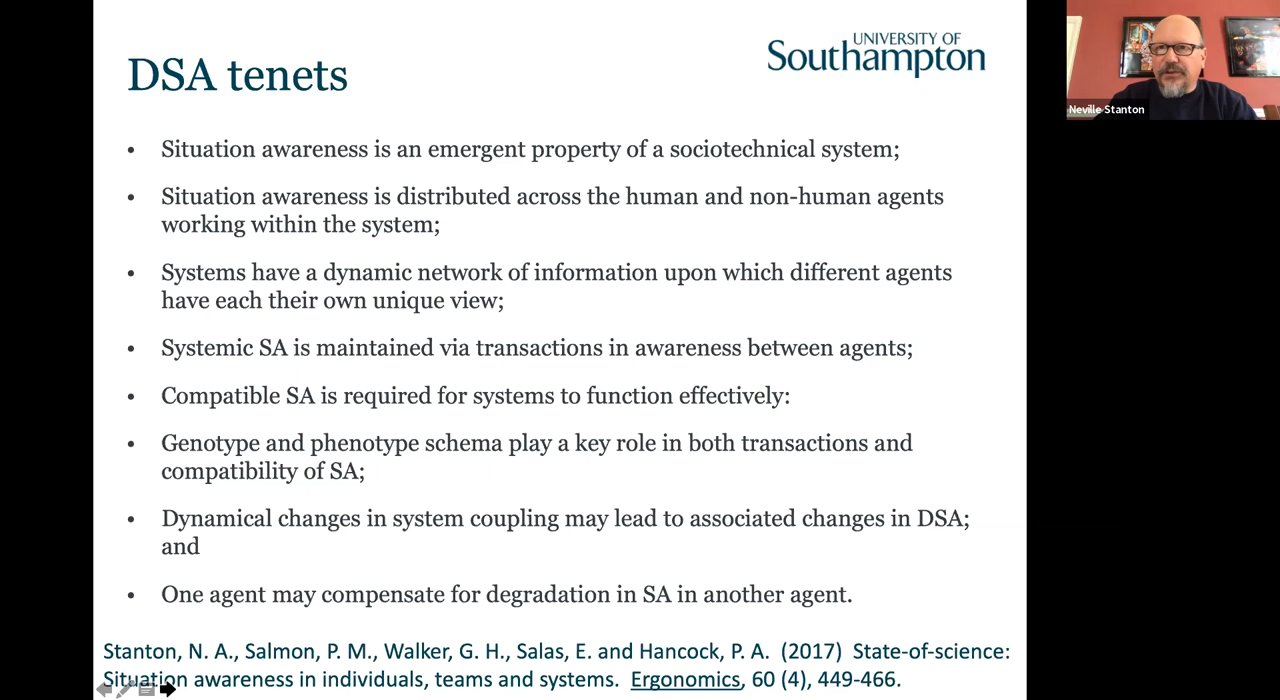 DSA tenets
UNIVERSITY OF
Southampton
Neville Stanton
• Situation awareness is an emergent property of a sociotechnical system;
• Situation awareness is distributed across the human and non-human agents
working within the system;
• Systems have a dynamic network of information upon which different agents
have each their own unique view;
• Systemic SA is maintained via transactions in awareness between agents;
• Compatible SA is required for systems to function effectively:
• Genotype and phenotype schema play a key role in both transactions and
compatibility of SA;
• Dynamical changes in system coupling may lead to associated changes in DSA;
and
• One agent may compensate for degradation in SA in another agent.
Stanton, N. A., Salmon, P. M., Walker, G. H., Salas, E. and Hancock, P. A. (2017) State-of-science:
Situation awareness in individuals, teams and systems. Ergonomics, 60 (4), 449-466.